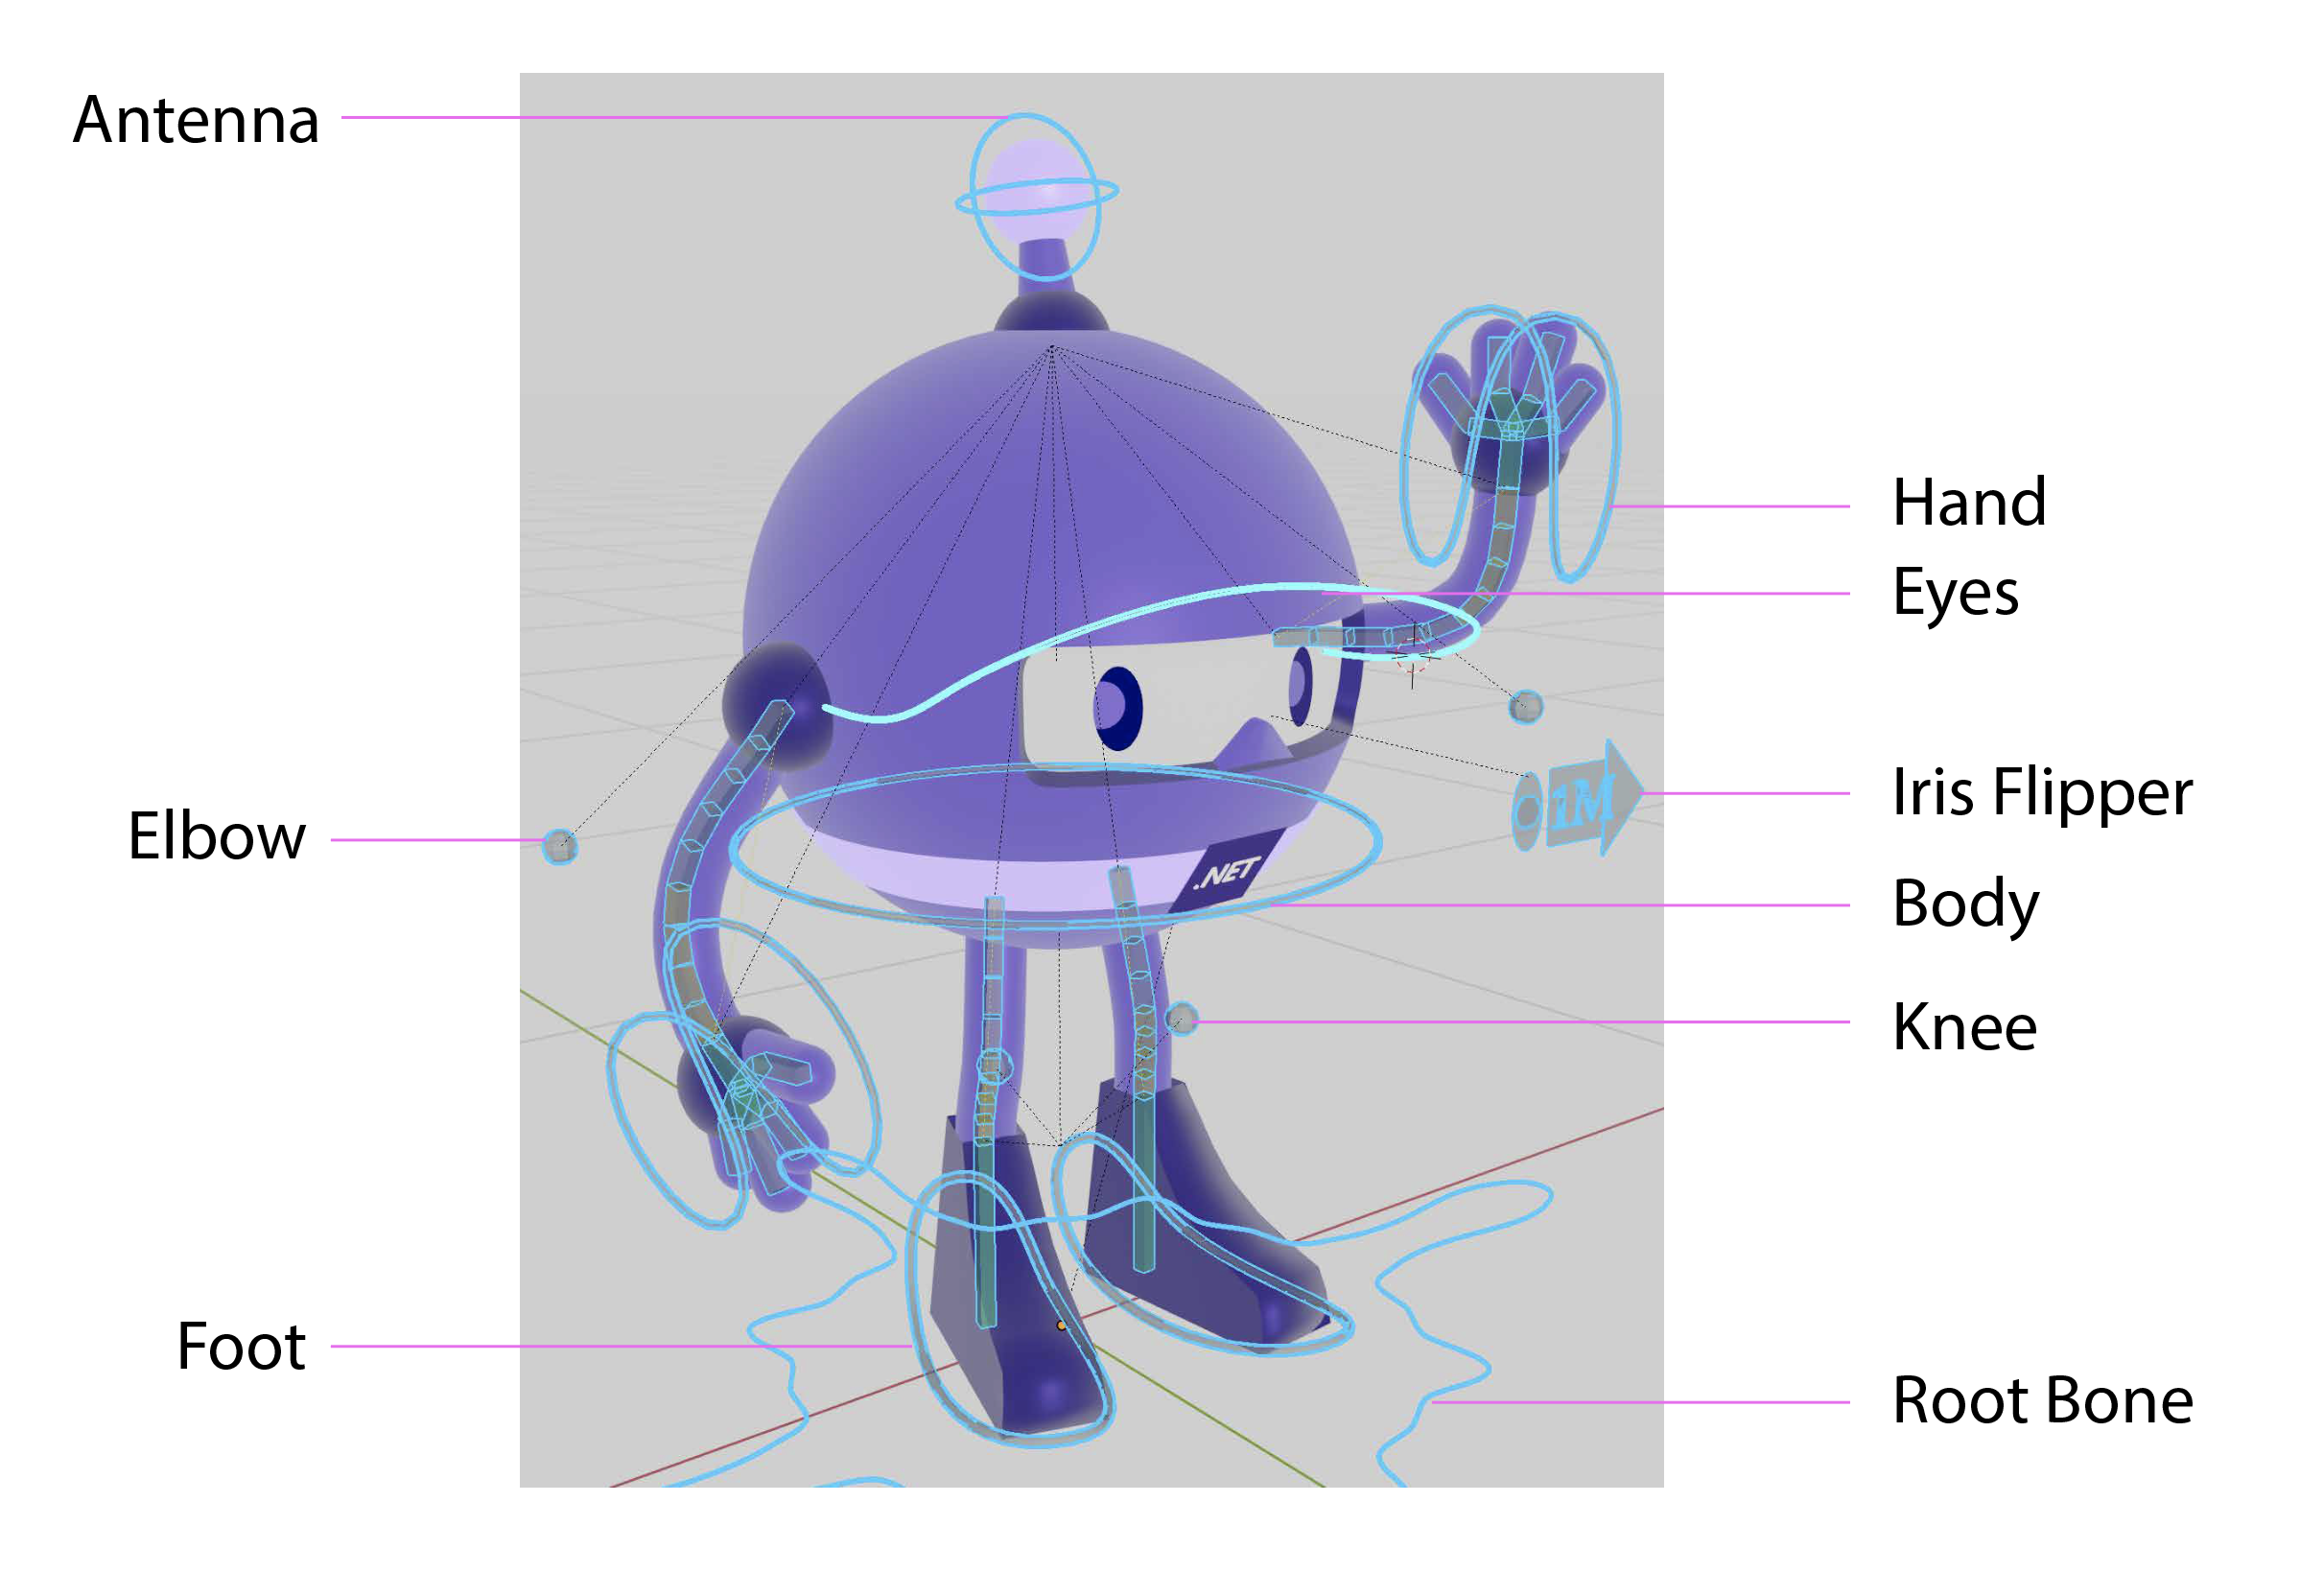 Antenna
Hand
Eyes
Iris Flipper
1M
Elbow
.NET
Body
Knee
Foot
Root Bone